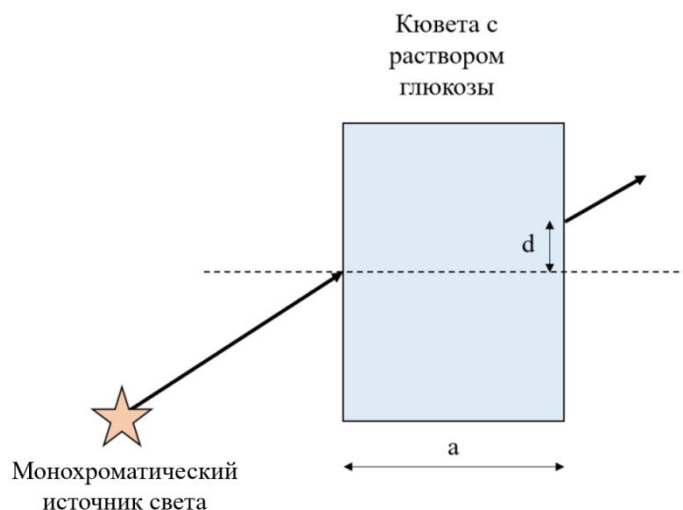 Кювета с
раствором
глюкозы
d
a
Монохроматический
источник света